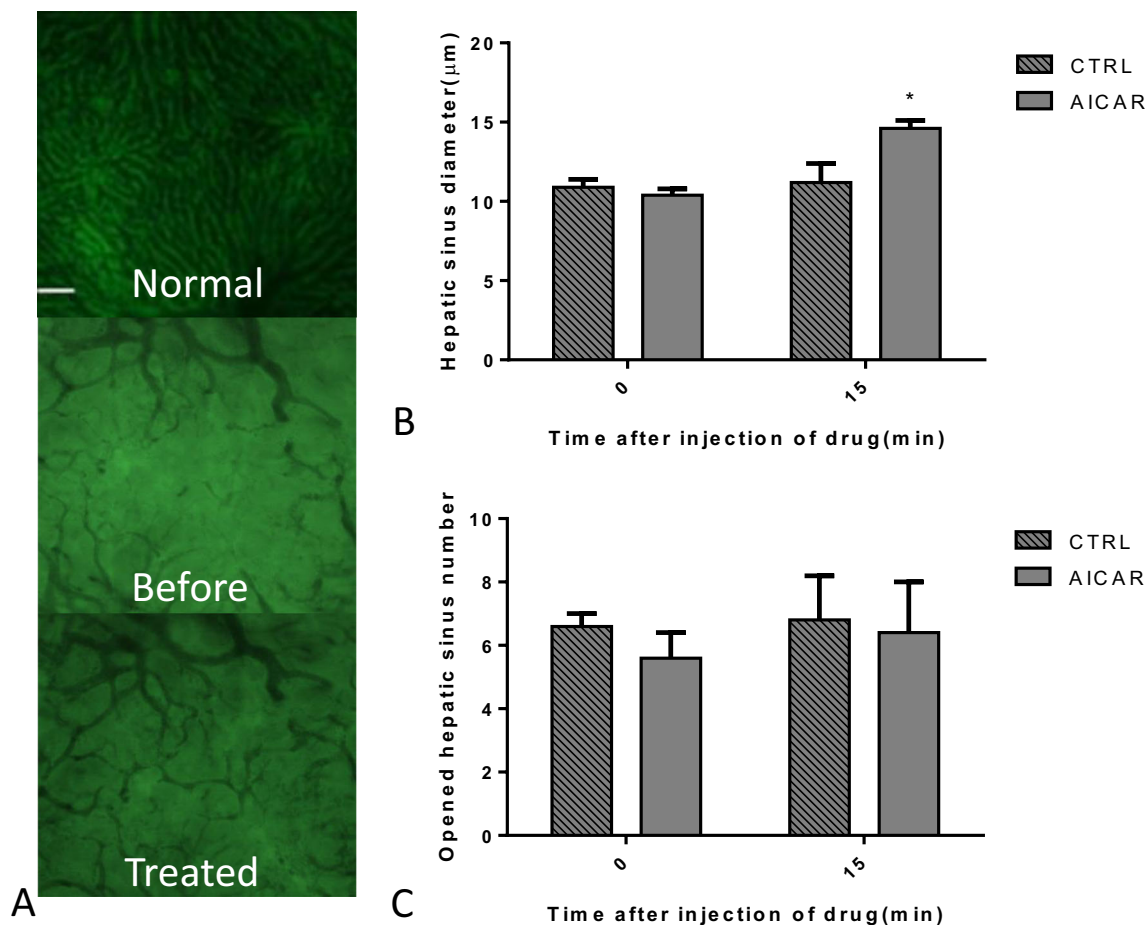 Normal
Before
Treated
A
Hepatic sinus diameter(μm)
20
15
10
5
0
*
CTRL
AICAR
0
15
Time after injection of drug(min)
B
Opened hepatic sinus number
10
8
6
4
2
0
CTRL
AICAR
0
15
Time after injection of drug(min)
C